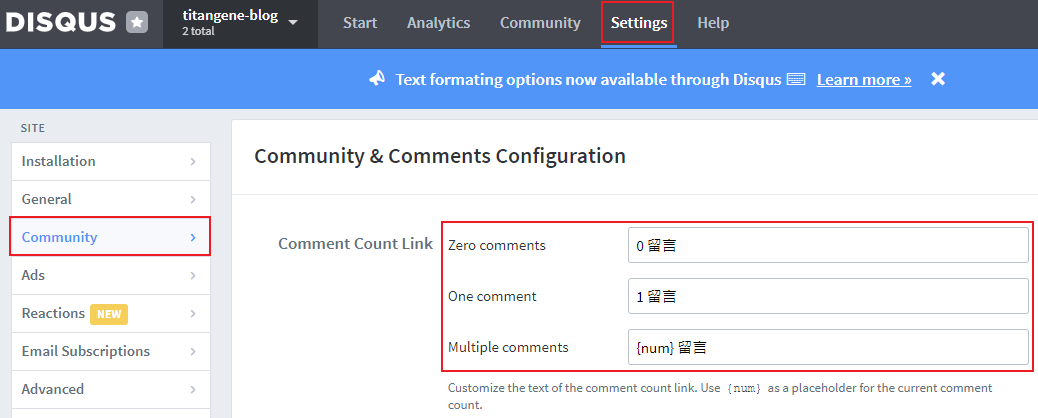 DISQUS
titangene-blog
2 total
Start
Analytics
Community
Settings
Help
Text formating options now available through Disqus
Learn more »
SITE
Installation
General
Community
Ads
Reactions NEW
Email Subscriptions
Advanced
Community & Comments Configuration
Comment Count Link
Zero comments
0 留言
One comment
1 留言
Multiple comments
{num} 留言
Customize the text of the comment count link. Use {num} as a placeholder for the current comment
count.